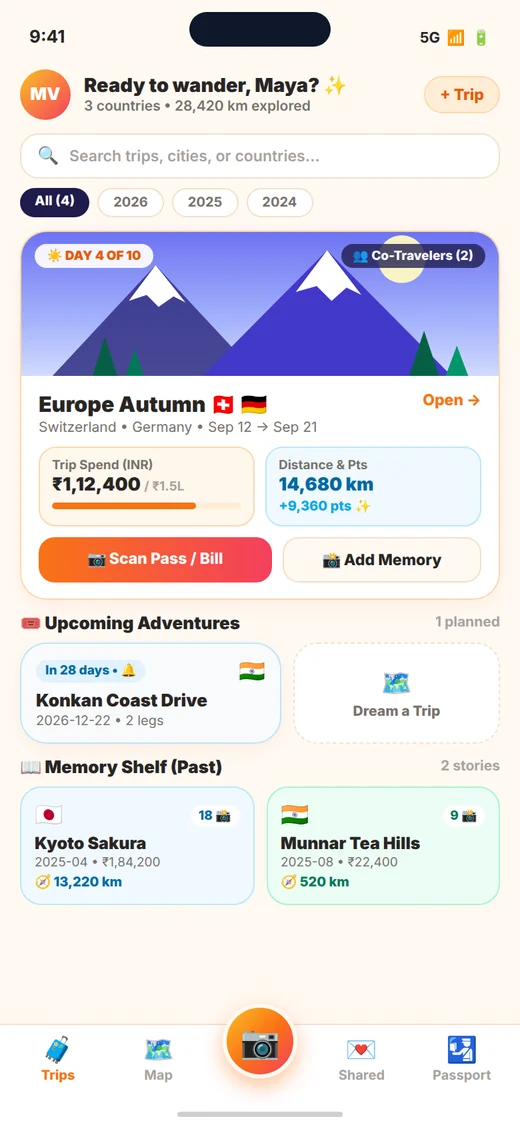 9:41
5G
MV
Ready to wander, Maya? ✨
3 countries • 28,420 km explored
+ Trip
Search trips, cities, or countries...
All (4)
2026
2025
2024
☀️ DAY 4 OF 10
👥 Co-Travelers (2)
Europe Autumn 🇨🇭 🇩🇪
Open →
Switzerland • Germany • Sep 12 → Sep 21
Trip Spend (INR)
₹1,12,400 / ₹1.5L
Distance & Pts
14,680 km
+9,360 pts ✨
📷 Scan Pass / Bill
📸 Add Memory
🎟️ Upcoming Adventures
1 planned
In 28 days • 🔔
🇮🇳
Konkan Coast Drive
2026-12-22 • 2 legs
🗺️
Dream a Trip
📖 Memory Shelf (Past)
2 stories
🇯🇵
18 📸
Kyoto Sakura
2025-04 • ₹1,84,200
🧭 13,220 km
🇮🇳
9 📸
Munnar Tea Hills
2025-08 • ₹22,400
🧭 520 km
Trips
Map
Shared
Passport